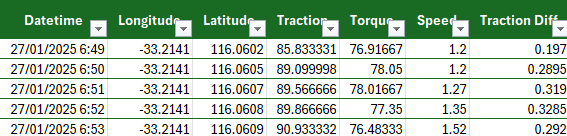 Datetime Longitude Latitude Traction Torque Speed Traction Diff
27/01/2025 6:49 -33.2141 116.0602 85.833331 76.91667 1.2 0.197
27/01/2025 6:50 -33.2141 116.0605 89.099998 78.05 1.2 0.2895
27/01/2025 6:51 -33.2141 116.0607 89.566666 78.01667 1.27 0.319
27/01/2025 6:52 -33.2141 116.0608 89.866666 77.35 1.35 0.3285
27/01/2025 6:53 -33.2141 116.0609 90.933332 76.48333 1.52 0.292